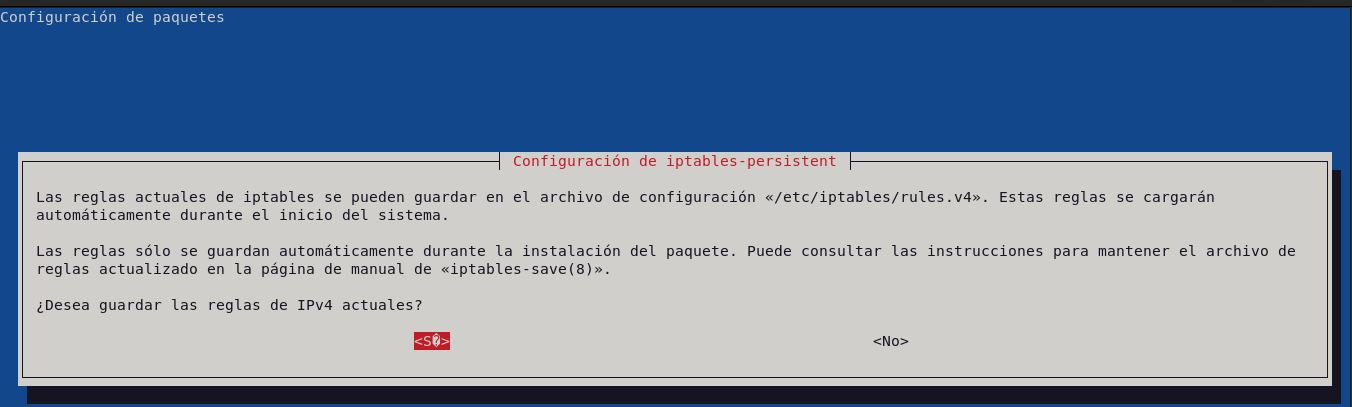 Configuración de paquetes
Configuración de iptables-persistent
Las reglas actuales de iptables se pueden guardar en el archivo de configuración «/etc/iptables/rules.v4». Estas reglas se cargarán
automáticamente durante el inicio del sistema.
Las reglas sólo se guardan automáticamente durante la instalación del paquete. Puede consultar las instrucciones para mantener el archivo de
reglas actualizado en la página de manual de «iptables-save(8)».
¿Desea guardar las reglas de IPv4 actuales?
<S�> <No>